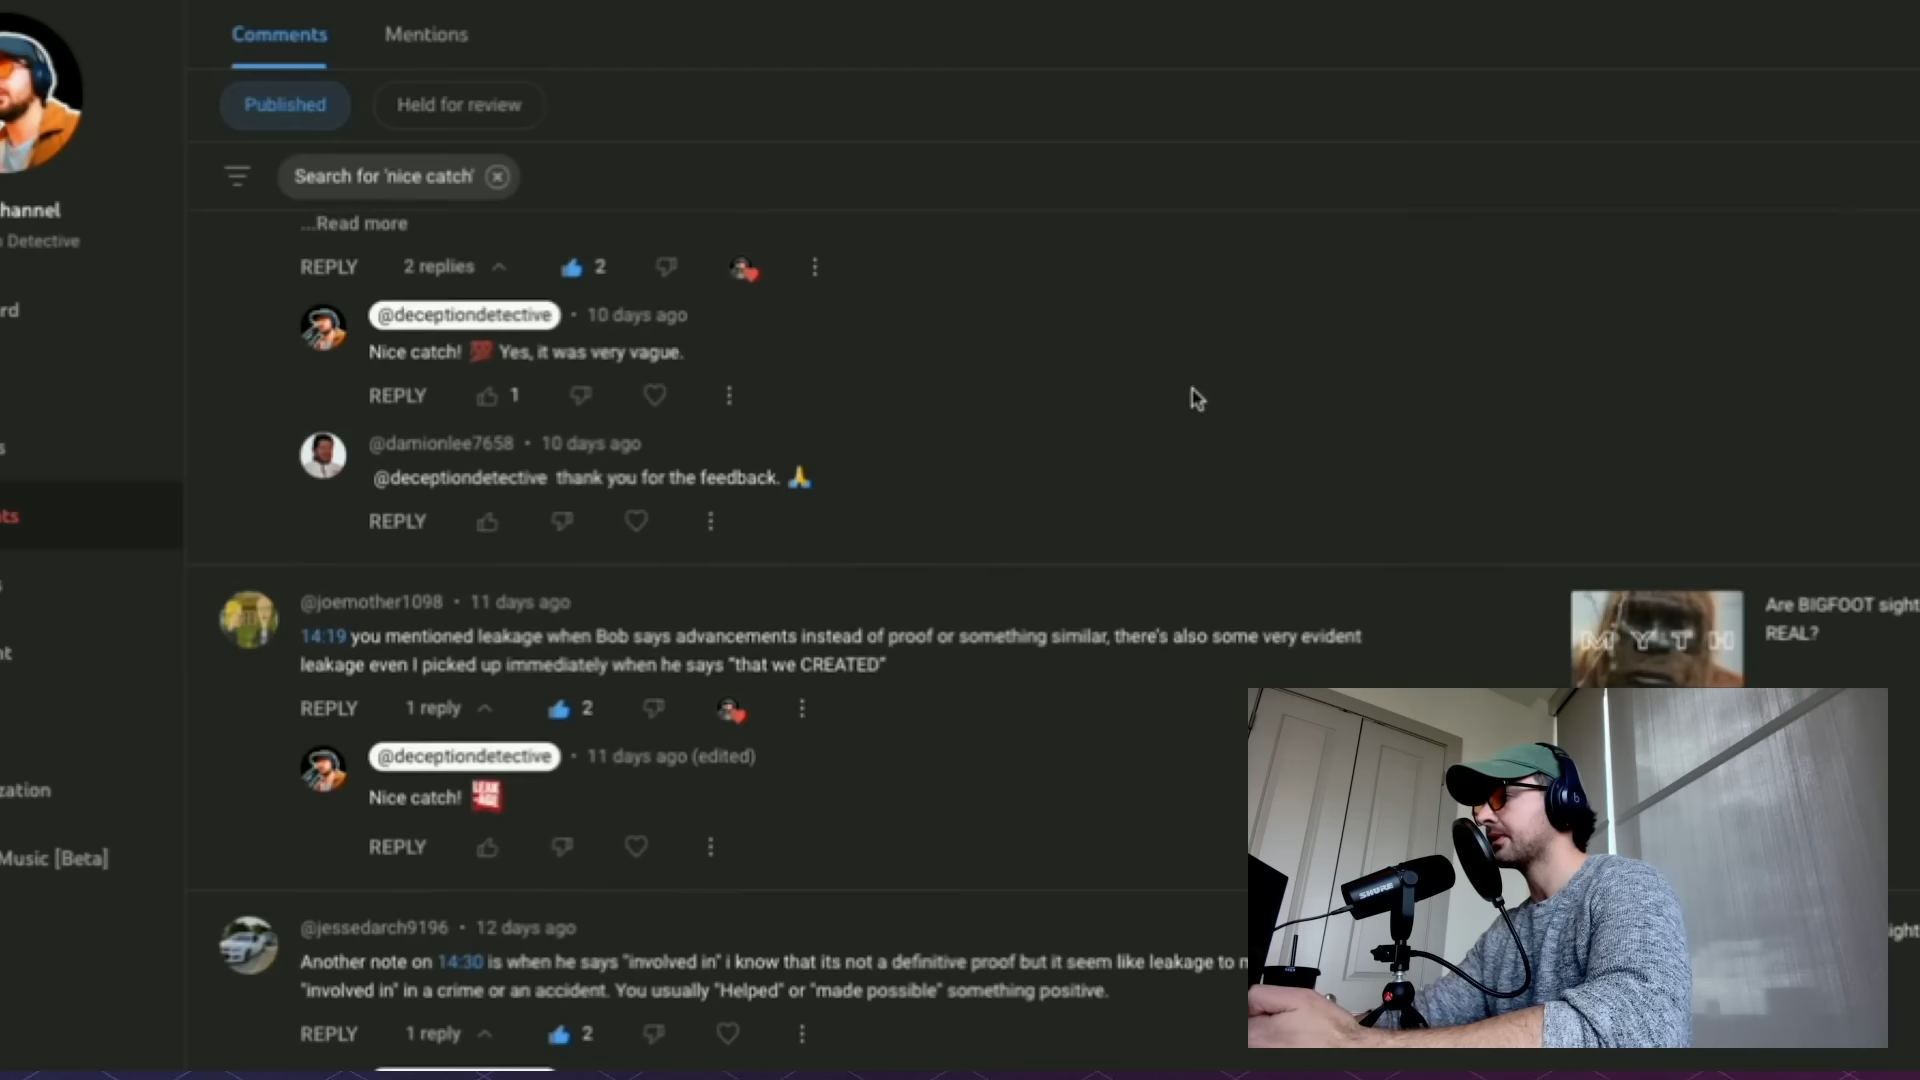 Comments
Mentions
Published
Held for review
Search for 'nice catch'
hannel
Detective
rd
s
ts
s
nt
zation
Music [Beta]
...Read more
REPLY 2 replies 2
@deceptiondetective • 10 days ago
Nice catch! 💯 Yes, it was very vague.
REPLY 1
@damionlee7658 • 10 days ago
@deceptiondetective thank you for the feedback. 🙏
REPLY
@joemother1098 • 11 days ago
14:19 you mentioned leakage when Bob says advancements instead of proof or something similar, there's also some very evident
leakage even I picked up immediately when he says "that we CREATED"
REPLY 1 reply 2
MYTH
Are BIGFOOT sight
REAL?
@deceptiondetective • 11 days ago (edited)
Nice catch! LEAK
-AGE
REPLY
@jessedarch9196 • 12 days ago
Another note on 14:30 is when he says "involved in" i know that its not a definitive proof but it seem like leakage to
"involved in" in a crime or an accident. You usually "Helped" or "made possible" something positive.
REPLY 1 reply 2
ight
SHURE